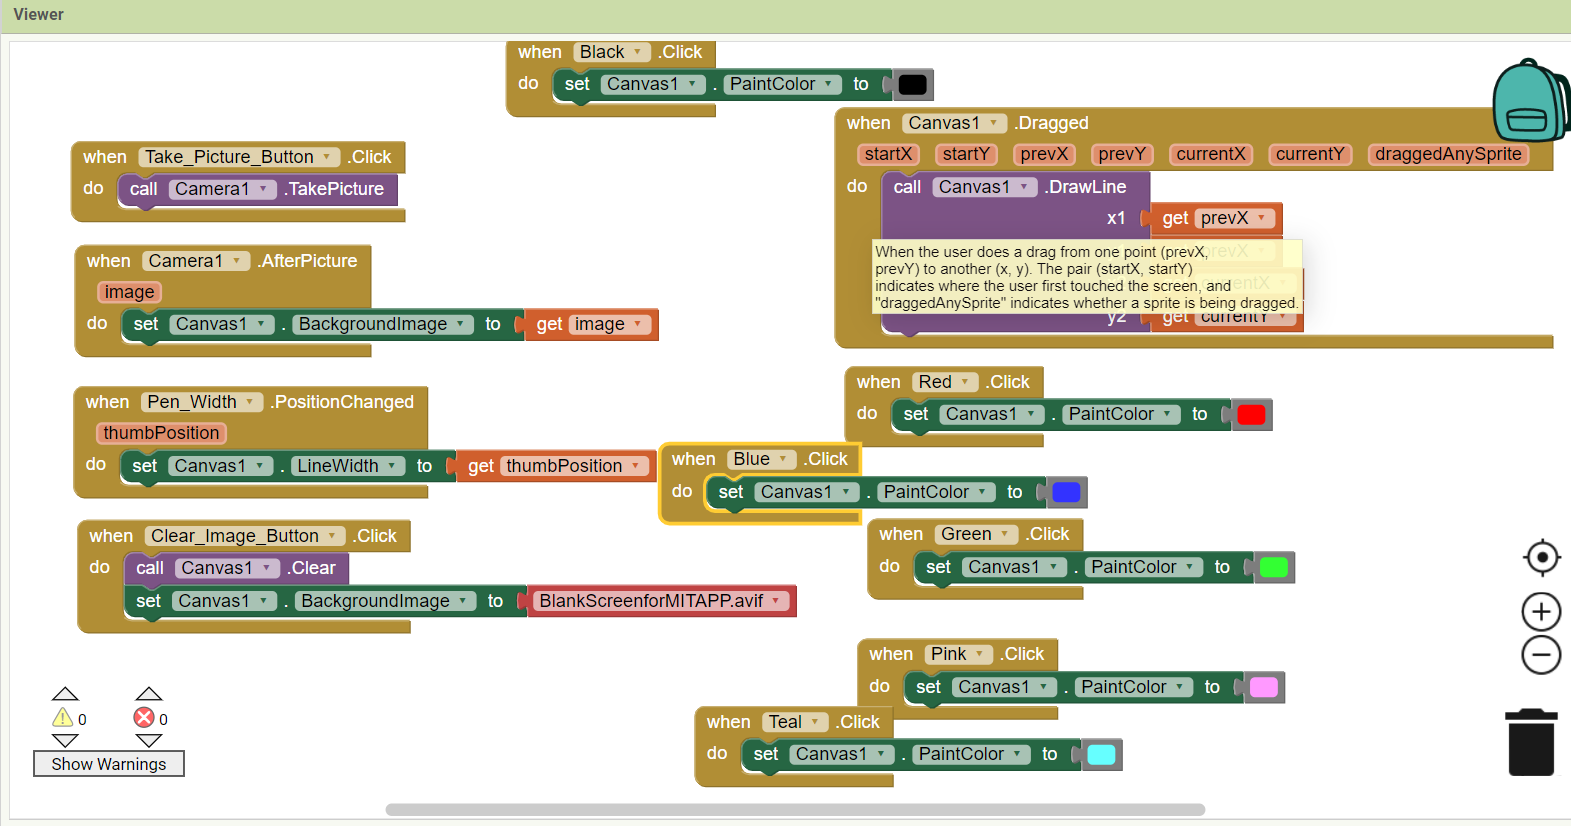 Viewer
when Black .Click
do set Canvas1 . PaintColor to
when Canvas1 .Dragged
startX startY prevX prevY currentX currentY draggedAnySprite
do call Canvas1 .DrawLine
x1 get prevX
prevX
When the user does a drag from one point (prevX,
prevY) to another (x, y). The pair (startX, startY)
indicates where the user first touched the screen, and
"draggedAnySprite" indicates whether a sprite is being dragged.
y2 get currentY
when Take_Picture_Button .Click
do call Camera1 .TakePicture
when Camera1 .AfterPicture
image
do set Canvas1 . BackgroundImage to get image
when Pen_Width .PositionChanged
thumbPosition
do set Canvas1 . LineWidth to get thumbPosition
when Clear_Image_Button .Click
do call Canvas1 .Clear
set Canvas1 . BackgroundImage to BlankScreenforMITAPP.avif
when Red .Click
do set Canvas1 . PaintColor to
when Blue .Click
do set Canvas1 . PaintColor to
when Green .Click
do set Canvas1 . PaintColor to
when Pink .Click
do set Canvas1 . PaintColor to
when Teal .Click
do set Canvas1 . PaintColor to
0 0
Show Warnings